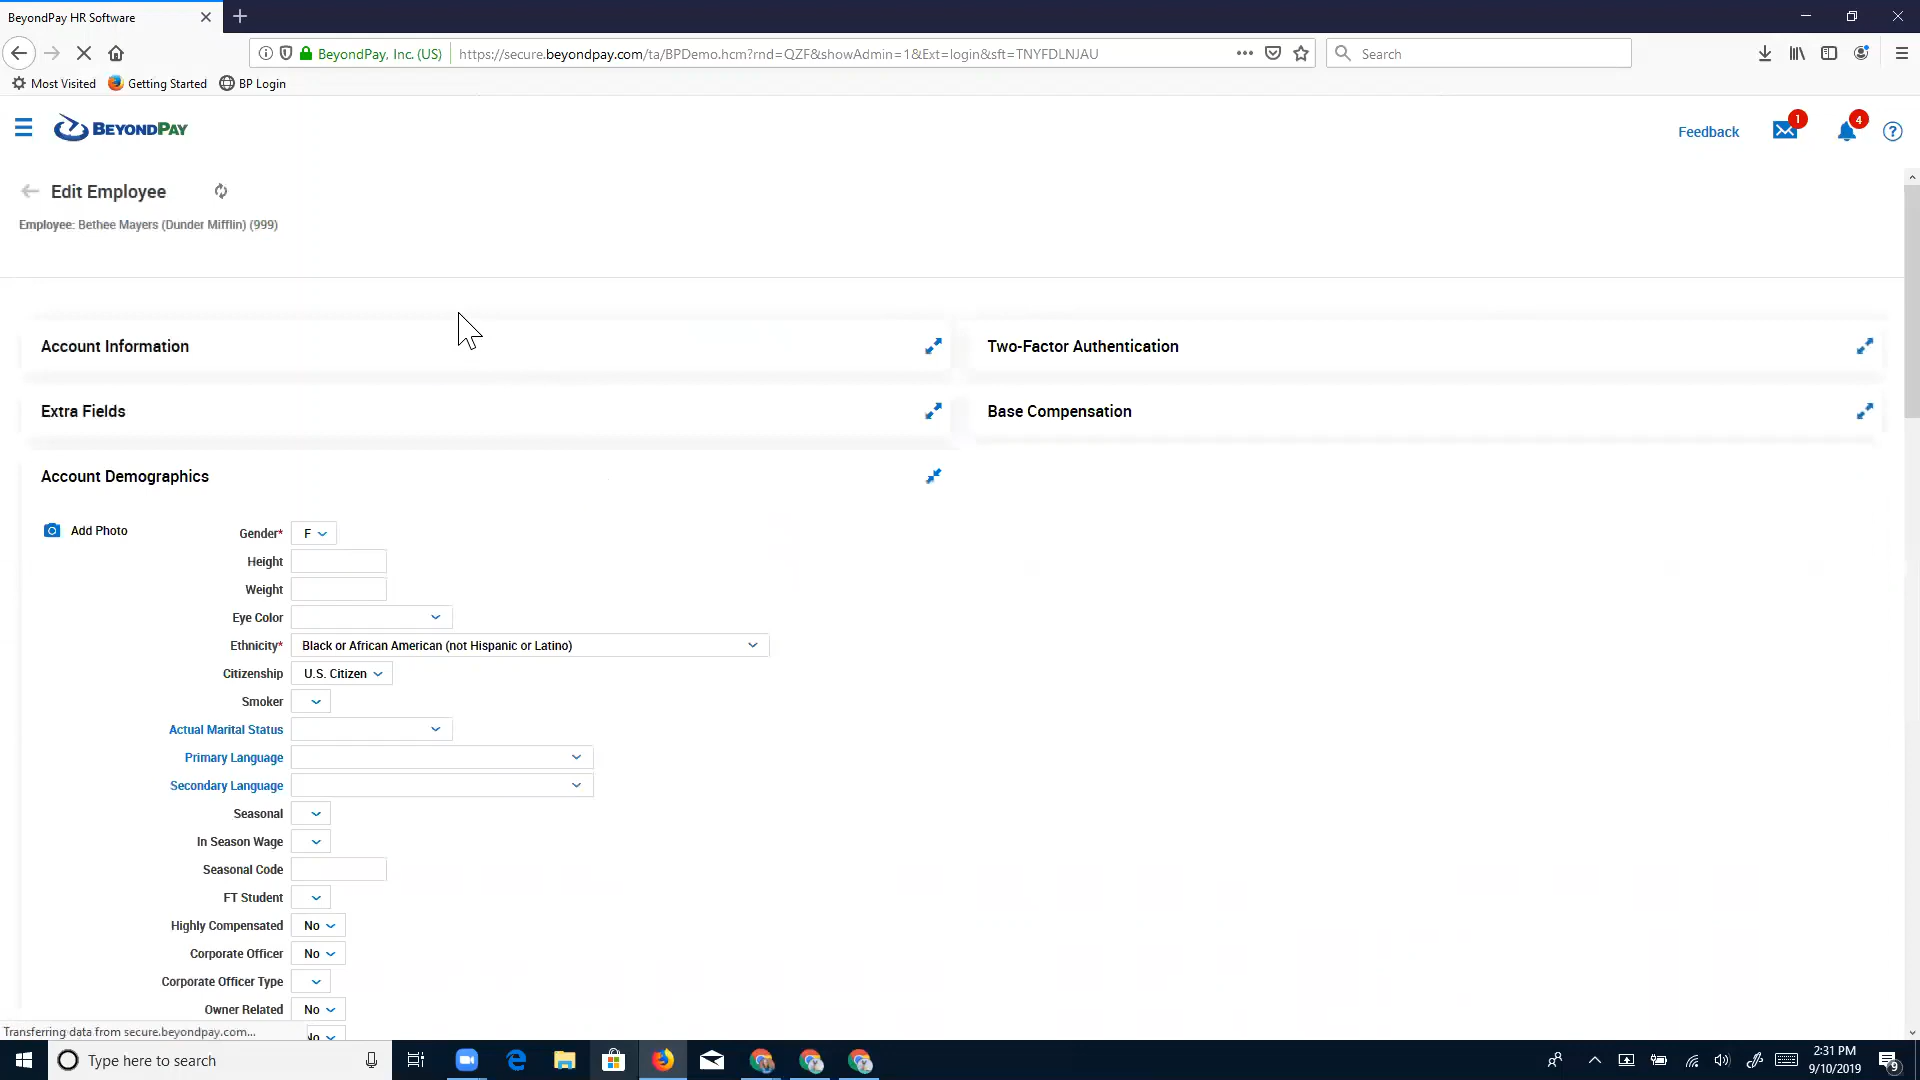 BeyondPay HR Software
BeyondPay, Inc. (US)
https://secure.beyondpay.com/ta/BPDemo.hcm?rnd=QZF&showAdmin=1&Ext=login&sft=TNYFDLNJAU
Search
Most Visited
Getting Started
BP Login
BEYONDPAY
Feedback
1
4
?
Edit Employee
Employee: Bethee Mayers (Dunder Mifflin) (999)
Account Information
Two-Factor Authentication
Extra Fields
Base Compensation
Account Demographics
Add Photo
Gender* F
Height
Weight
Eye Color
Ethnicity* Black or African American (not Hispanic or Latino)
Citizenship U.S. Citizen
Smoker
Actual Marital Status
Primary Language
Secondary Language
Seasonal
In Season Wage
Seasonal Code
FT Student
Highly Compensated No
Corporate Officer No
Corporate Officer Type
Owner Related No
No
Transferring data from secure.beyondpay.com...
Type here to search
2:31 PM
9/10/2019
9